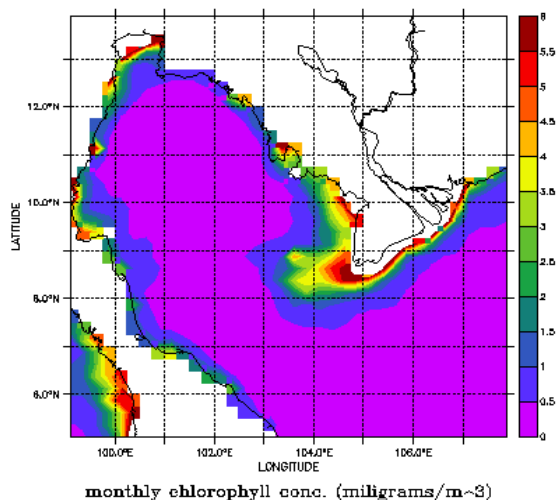 6
5.5
5
4.5
4
3.5
3
2.5
2
1.5
1
0.5
0
12.0°N
10.0°N
8.0°N
6.0°N
LATITUDE
100.0°E
102.0°E
104.0°E
106.0°E
LONGITUDE
monthly chlorophyll conc. (miligrams/m^3)